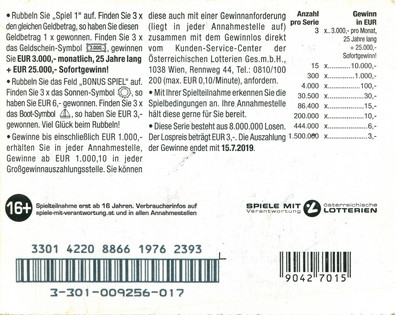 • Rubbeln Sie „Spiel 1“. Finden Sie 3 x
den gleichen Geldbetrag, so haben Sie diesen
Geldbetrag 1 x gewonnen. Finden Sie 3 x
das Geldschein-Symbol 3.000,-, gewinnen
Sie EUR 3.000,- monatlich, 25 Jahre lang
+ EUR 25.000,- Sofortgewinn!
• Rubbeln Sie das Feld „BONUS SPIEL“ auf.
Finden Sie 3 x das Sonnen-Symbol, so
haben Sie EUR 6,- gewonnen. Finden Sie 3 x
das Boot-Symbol, so haben Sie EUR 3,-
gewonnen. Viel Glück beim Rubbeln!
• Gewinne bis einschließlich EUR 1.000,-
erhalten Sie in jeder Annahmestelle,
Gewinne ab EUR 1.000,10 in jeder
Großgewinnauszahlungsstelle. Sie können
diese auch mit einer Gewinnanforderung
(liegt in jeder Annahmestelle auf)
zusammen mit dem Gewinnlos direkt
vom Kunden-Service-Center der
Österreichischen Lotterien Ges.m.b.H.,
1038 Wien, Rennweg 44, Tel.: 0810/100
200 (max. EUR 0,10/Minute), anfordern.
• Mit Ihrer Spielteilnahme erkennen Sie die
Spielbedingungen an. Ihre Annahmestelle
hält diese gerne für Sie bereit.
• Diese Serie besteht aus 8.000.000 Losen.
Der Lospreis beträgt EUR 3,-. Die Auszahlung
der Gewinne endet mit 15.7.2019.
Anzahl Gewinn
pro Serie in EUR
3 x 3.000,- pro Monat,
25 Jahre lang
+ 25.000,-
Sofortgewinn!
15 x 10.000,-
300 x 1.000,-
4.000 x 100,-
30.500 x 30,-
86.400 x 15,-
200.000 x 10,-
444.000 x 6,-
1.500.000 x 3,-
16+
Spielteilnahme erst ab 16 Jahren. Verbraucherinfos auf
spiele-mit-verantwortung.at und in allen Annahmestellen
SPIELE MIT
Verantwortung
österreichische
LOTTERIEN
3301 4220 8866 1976 2393
3-301-009256-017
9042 7015